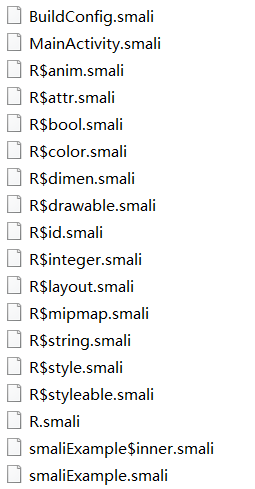 BuildConfig.smali
MainActivity.smali
R$anim.smali
R$attr.smali
R$bool.smali
R$color.smali
R$dimen.smali
R$drawable.smali
R$id.smali
R$integer.smali
R$layout.smali
R$mipmap.smali
R$string.smali
R$style.smali
R$styleable.smali
R.smali
smaliExample$inner.smali
smaliExample.smali